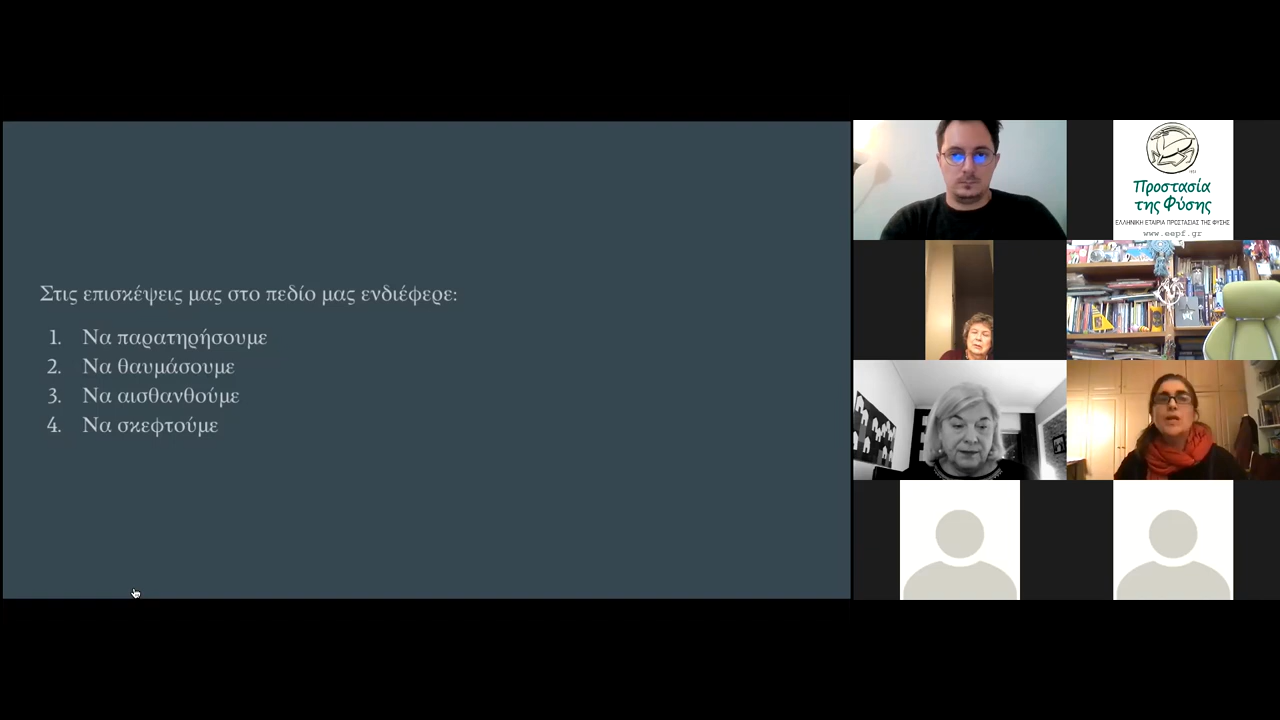 Στις επισκέψεις μας στο πεδίο μας ενδιέφερε:
1. Να παρατηρήσουμε
2. Να θαυμάσουμε
3. Να αισθανθούμε
4. Να σκεφτούμε
Προστασία
της Φύσης
ΕΛΛΗΝΙΚΗ ΕΤΑΙΡΙΑ ΠΡΟΣΤΑΣΙΑΣ ΤΗΣ ΦΥΣΗΣ
www.eepf.gr